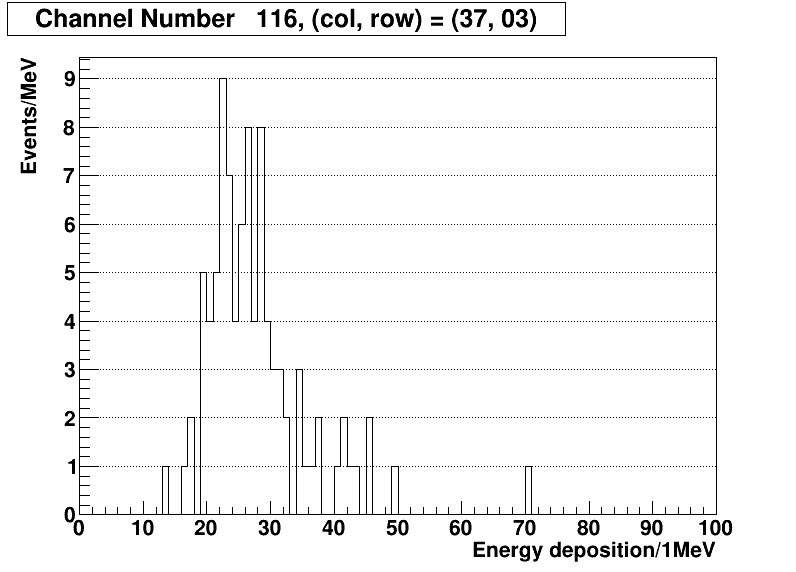 Channel Number 116, (col, row) = (37, 03)
Events/MeV
9
8
7
6
5
4
3
2
1
0
0 10 20 30 40 50 60 70 80 90 100
Energy deposition/1MeV